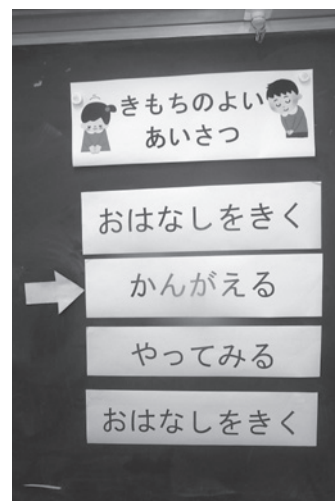 きもちのよい
あいさつ
おはなしをきく
かんがえる
やってみる
おはなしをきく